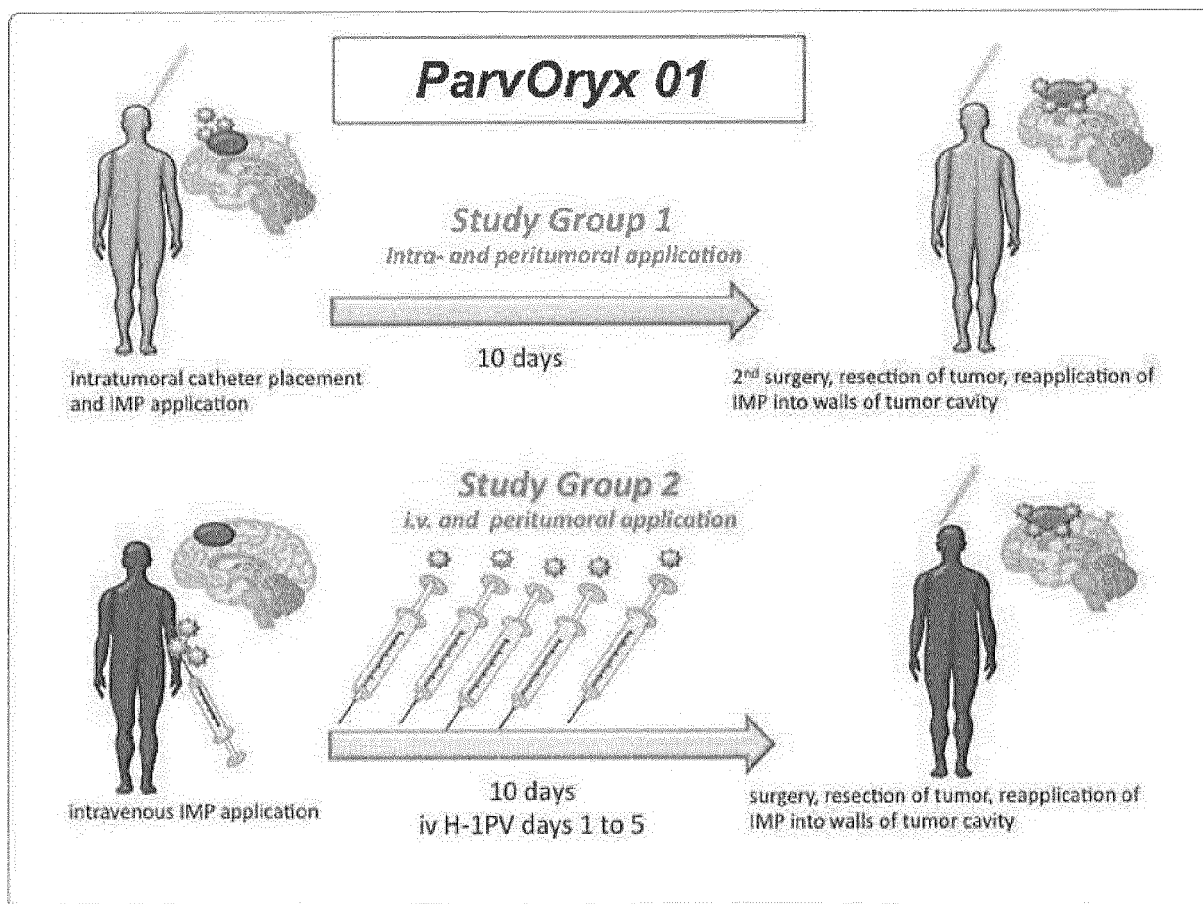 ParvOryx 01
Study Group 1
Intra- and peritumoral application
10 days
intratumoral catheter placement
and IMP application
2nd surgery, resection of tumor, reapplication of
IMP into walls of tumor cavity
Study Group 2
i.v. and peritumoral application
intravenous IMP application
10 days
iv H-1PV days 1 to 5
surgery, resection of tumor, reapplication of
IMP into walls of tumor cavity